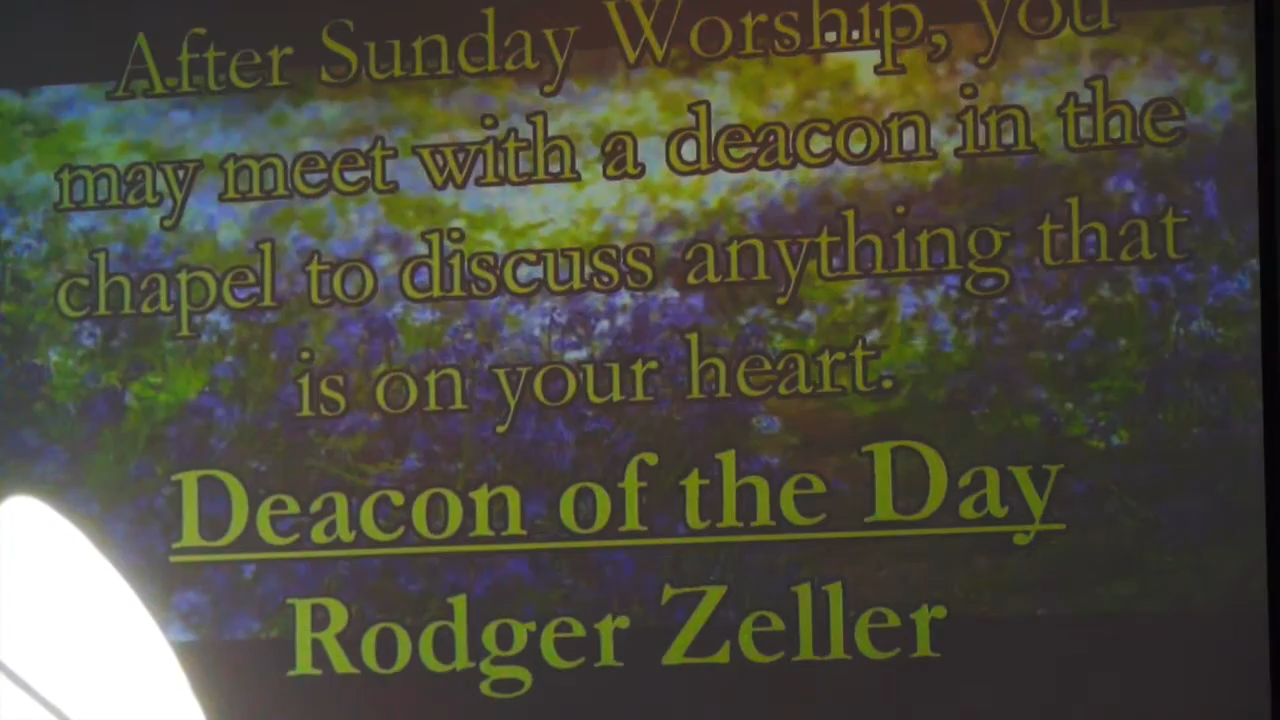 After Sunday Worship, you
may meet with a deacon in the
chapel to discuss anything that
is on your heart.
Deacon of the Day
Rodger Zeller